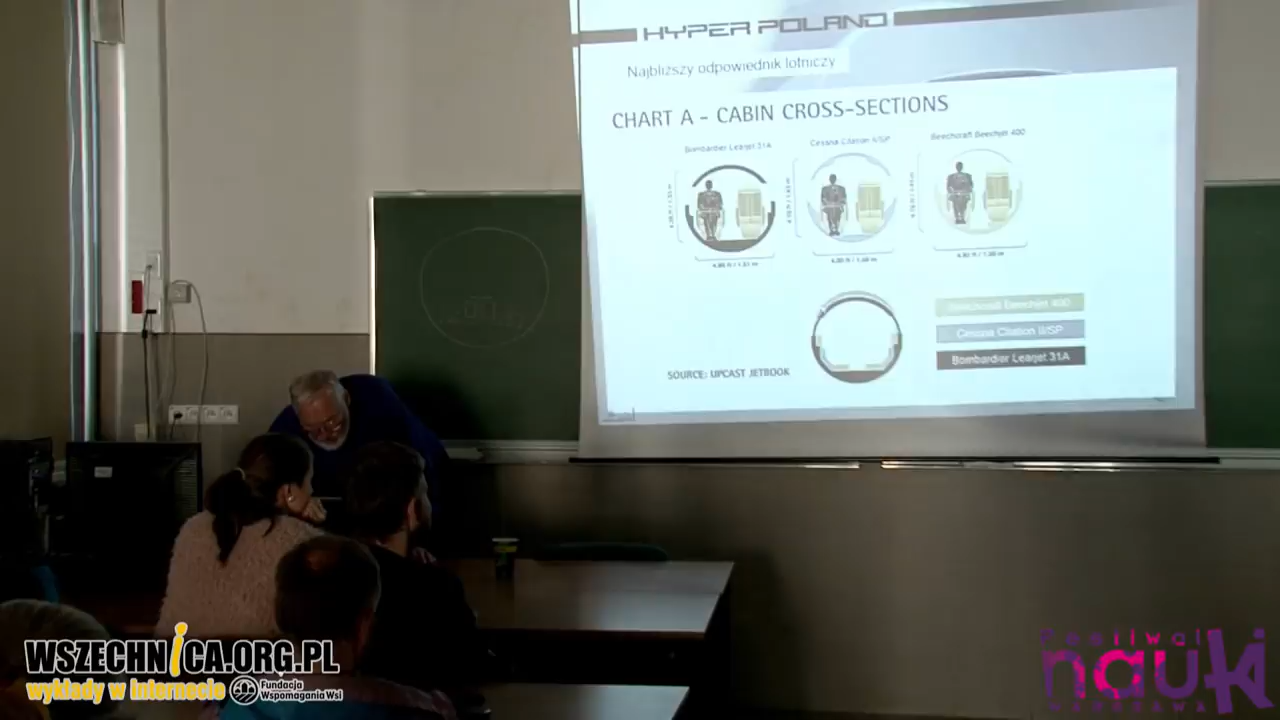 HYPER POLAND
Najbliższy odpowiednik lotniczy
CHART A - CABIN CROSS-SECTIONS
Bombardier Learjet 31A
Cessna Citation II/SP
Beechcraft Beechjet 400
Beechcraft Beechjet 400
Cessna Citation II/SP
Bombardier Learjet 31A
SOURCE: UPCAST JETBOOK
WSZECHNICA.ORG.PL
wykłady w internecie
Fundacja
Wspomagania Wsi
Festiwal
nauki
WARSZAWA